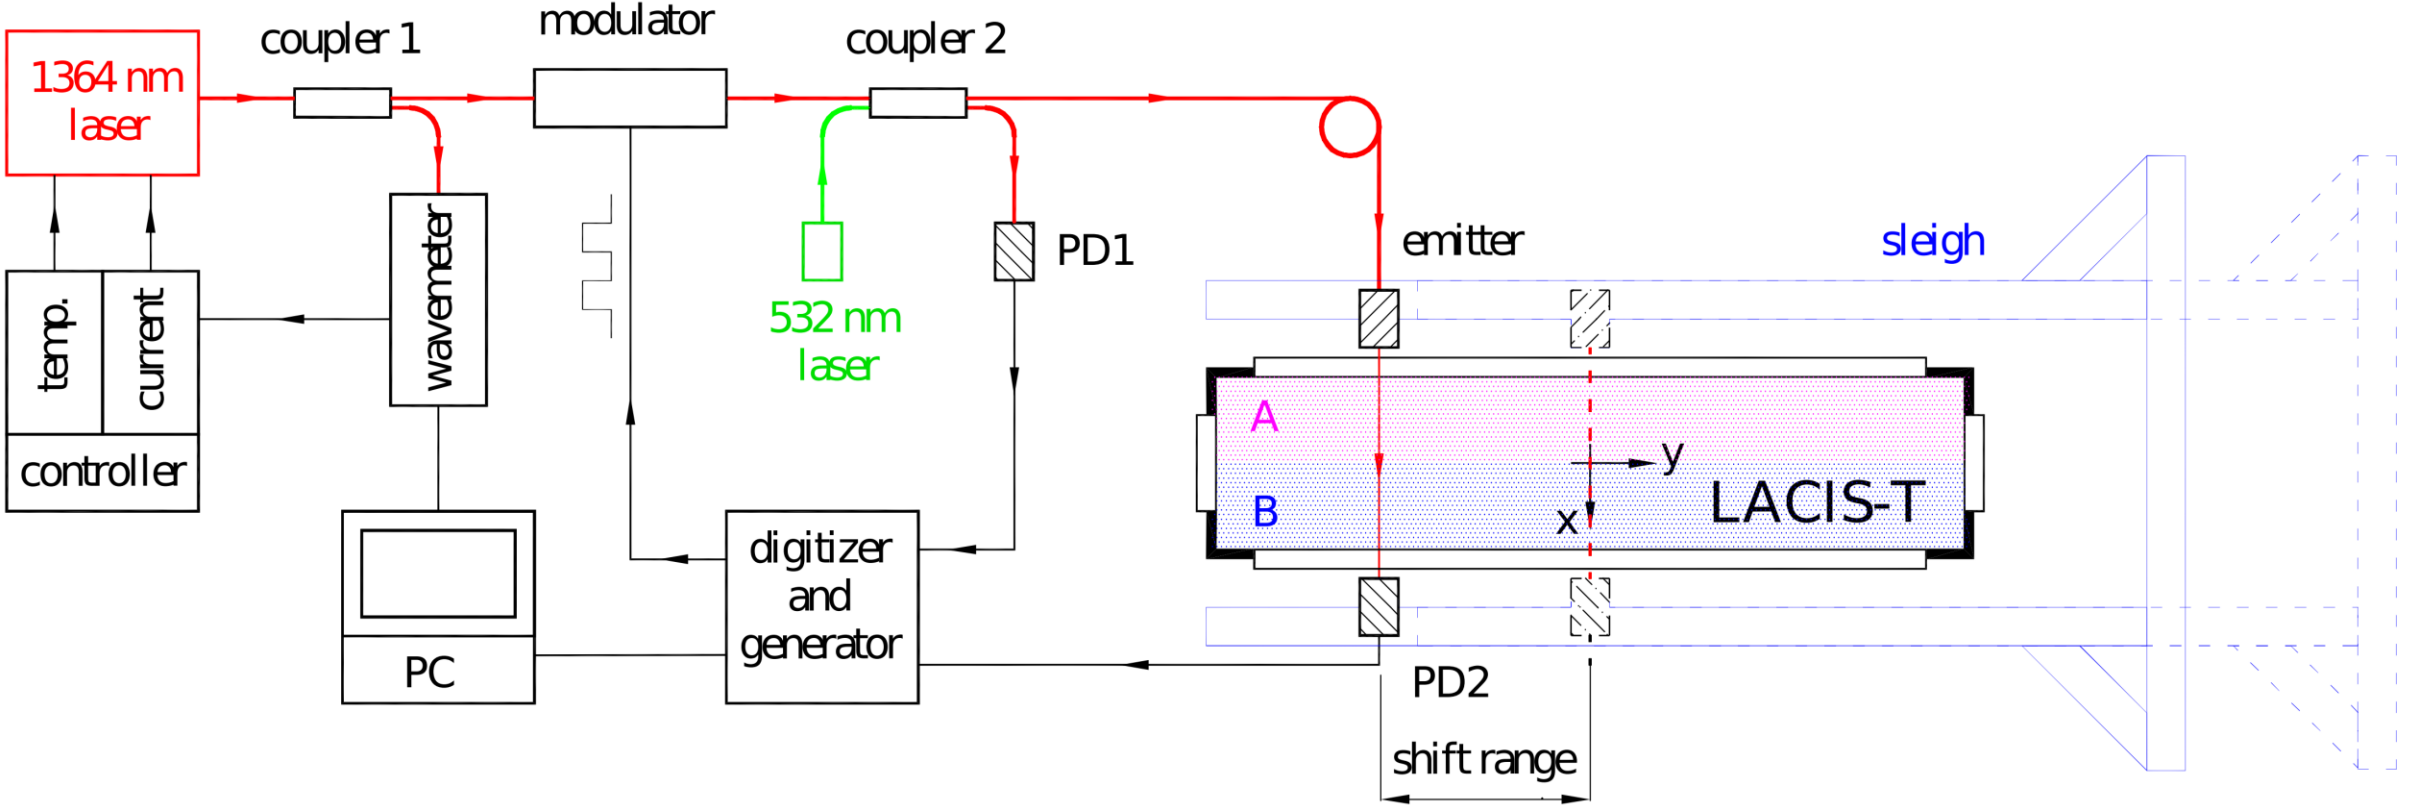 modulator
coupler 1
coupler 2
1364 nm
laser
wavemeter
PD1
emitter
sleigh
532 nm
laser
temp.
current
controller
A
B
y
x
LACIS-T
digitizer
and
generator
PC
PD2
shift range